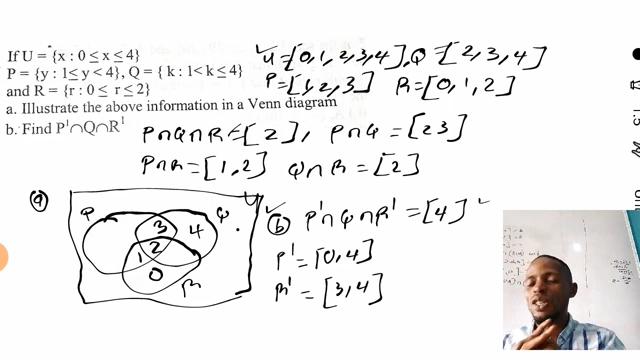 If U = {x : 0 ≤ x ≤ 4}
P = {y : 1 ≤ y < 4}, Q = { k : 1< k ≤ 4}
and R = {r : 0 ≤ r ≤ 2}
a. Illustrate the above information in a Venn diagram
b. Find P¹∩Q∩R¹
U = [0,1,2,3,4], Q = [2,3,4]
P = [1,2,3] R = [0,1,2]
P∩Q∩R = [2], P∩Q = [2 3]
P∩R = [1,2] Q∩R = [2]
a
U
P
Q
3
4
2
1
0
R
b P'∩Q∩R' = [4]
P' = [0,4]
R' = [3,4]